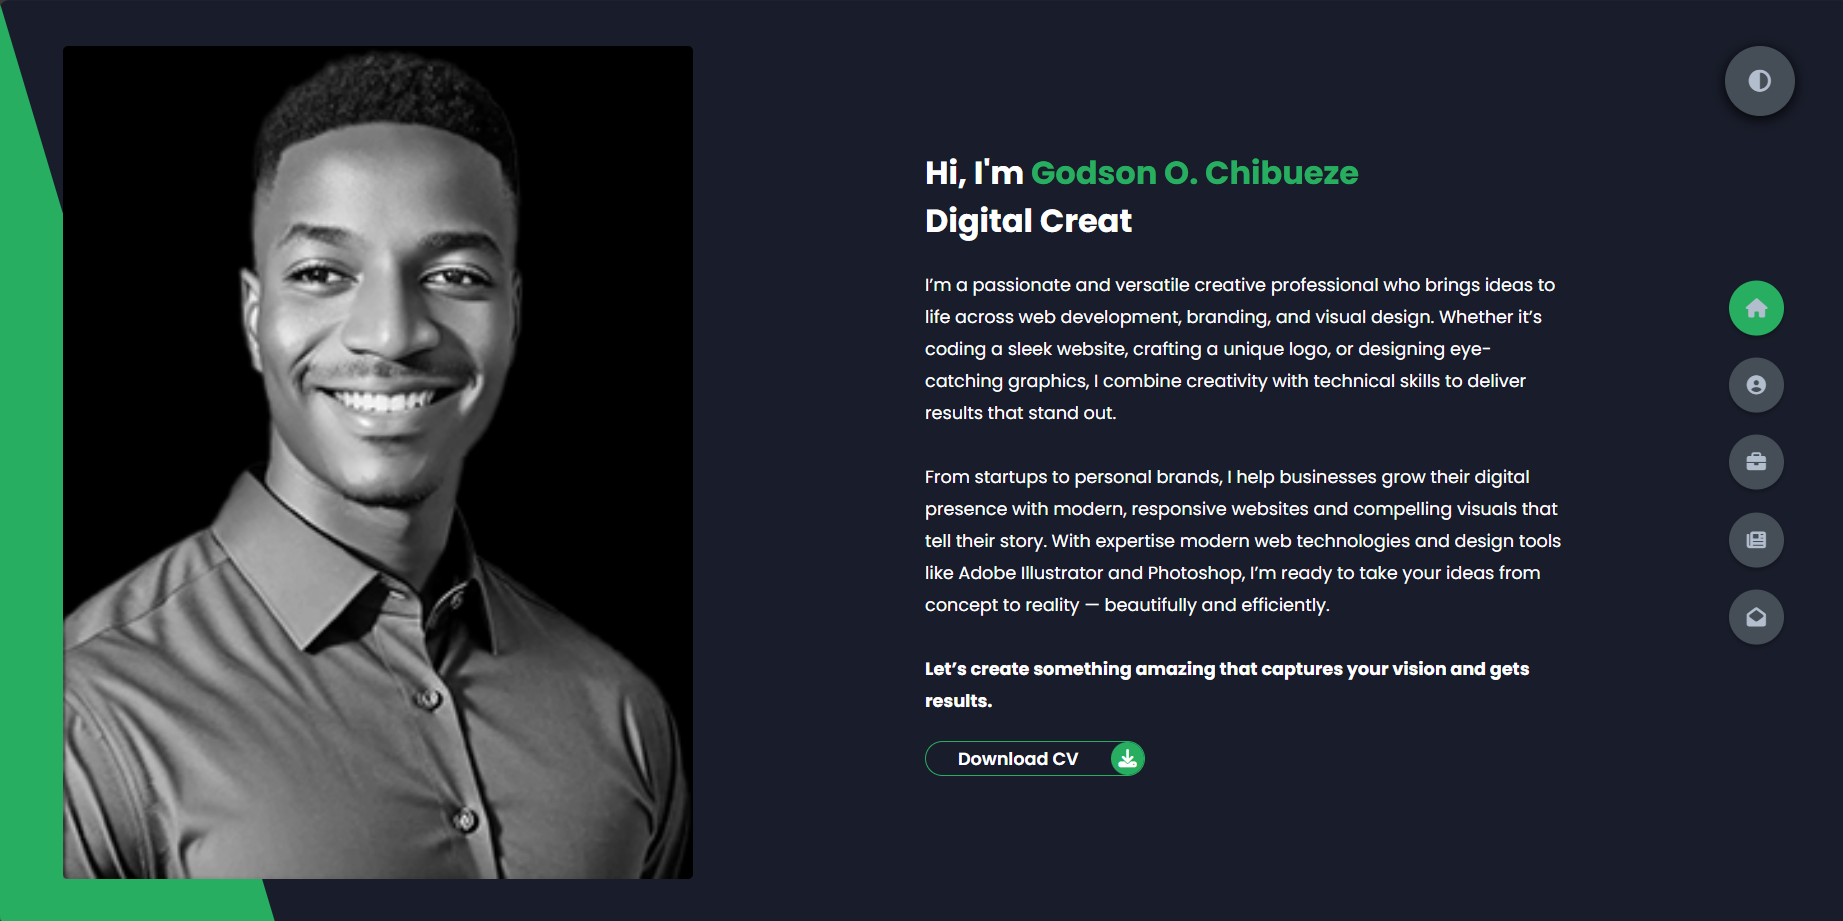 Hi, I'm Godson O. Chibueze
Digital Creat
I’m a passionate and versatile creative professional who brings ideas to
life across web development, branding, and visual design. Whether it’s
coding a sleek website, crafting a unique logo, or designing eye-
catching graphics, I combine creativity with technical skills to deliver
results that stand out.
From startups to personal brands, I help businesses grow their digital
presence with modern, responsive websites and compelling visuals that
tell their story. With expertise modern web technologies and design tools
like Adobe Illustrator and Photoshop, I’m ready to take your ideas from
concept to reality — beautifully and efficiently.
Let’s create something amazing that captures your vision and gets
results.
Download CV